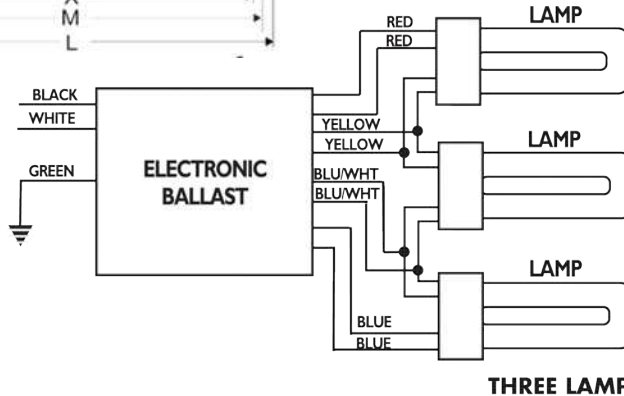 M
L
RED
LAMP
RED
BLACK
WHITE
YELLOW
YELLOW
LAMP
GREEN
ELECTRONIC
BALLAST
BLU/WHT
BLU/WHT
LAMP
BLUE
BLUE
THREE LAMP